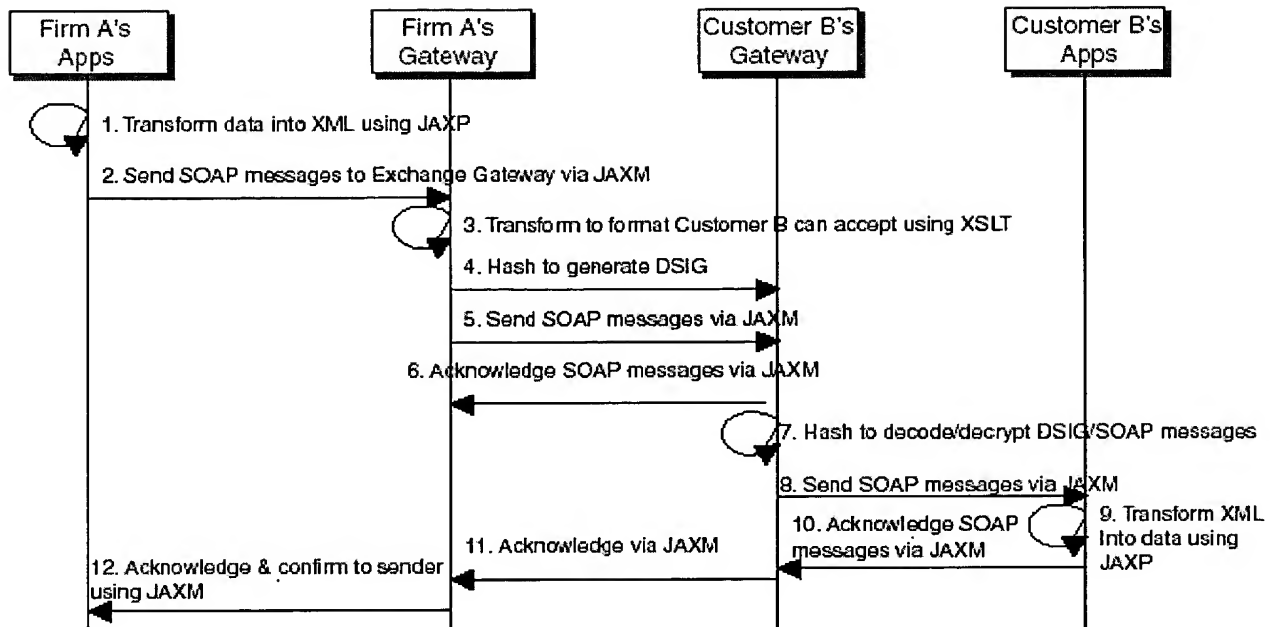 Firm A's
Apps
Firm A's
Gateway
Customer B's
Gateway
Customer B's
Apps
1. Transform data into XML using JAXP
2. Send SOAP messages to Exchange Gateway via JAXM
3. Transform to format Customer B can accept using XSLT
4. Hash to generate DSIG
5. Send SOAP messages via JAXM
6. Acknowledge SOAP messages via JAXM
7. Hash to decode/decrypt DSIG/SOAP messages
8. Send SOAP messages via JAXM
9. Transform XML
Into data using
JAXP
10. Acknowledge SOAP
messages via JAXM
11. Acknowledge via JAXM
12. Acknowledge & confirm to sender
using JAXM